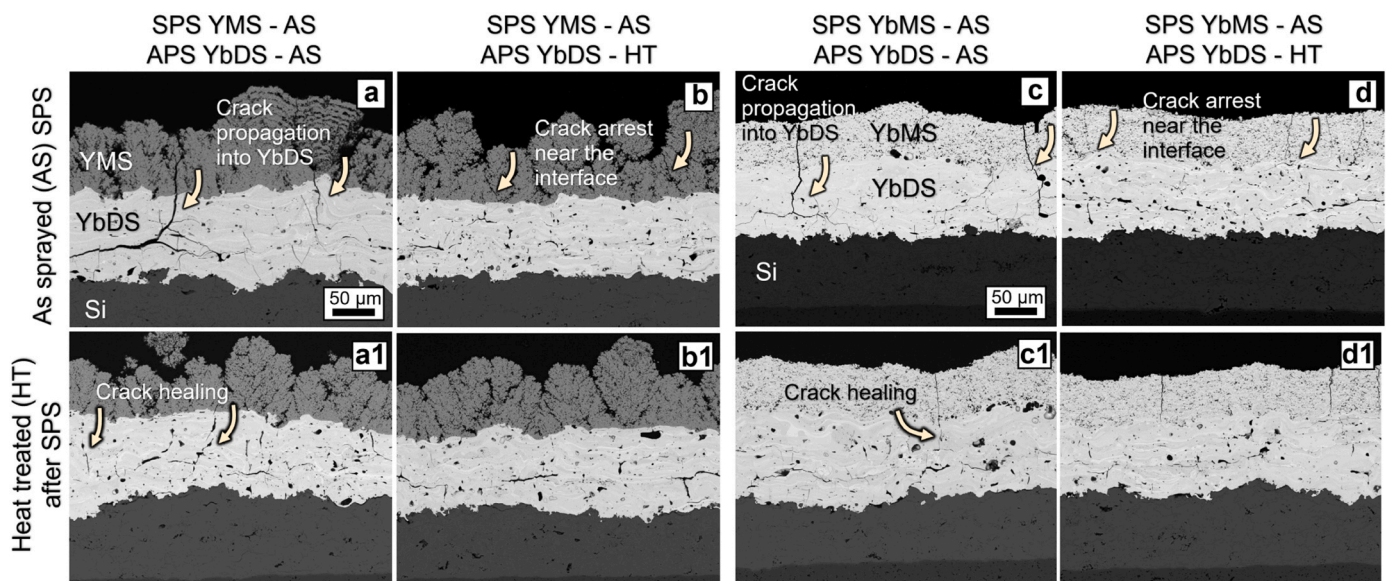 SPS YMS - AS
APS YbDS - AS
SPS YMS - AS
APS YbDS - HT
SPS YbMS - AS
APS YbDS - AS
SPS YbMS - AS
APS YbDS - HT
As sprayed (AS) SPS
a
Crack
propagation
into YbDS
YMS
YbDS
Si
50 µm
b
Crack arrest
near the
interface
c
Crack
propagation
into YbDS
YbMS
YbDS
Si
50 µm
d
Crack arrest
near the
interface
Heat treated (HT)
after SPS
a1
Crack healing
b1
c1
Crack healing
d1